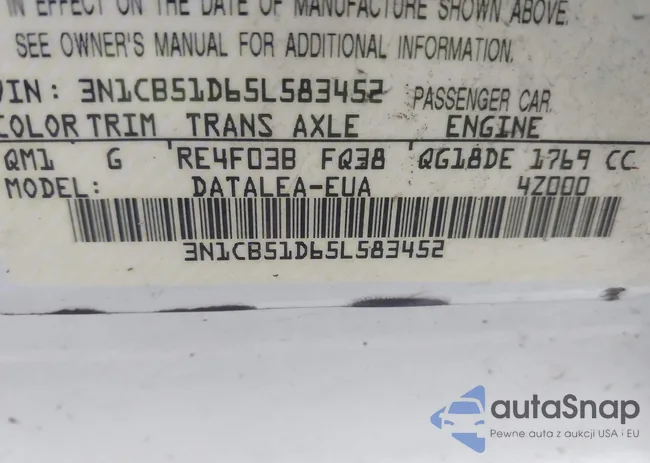 IN EFFECT ON THE DATE OF MANUFACTURE SHOWN ABOVE.
SEE OWNER'S MANUAL FOR ADDITIONAL INFORMATION.
VIN: 3N1CB51D65L583452 PASSENGER CAR
COLOR TRIM TRANS AXLE ENGINE
QM1 G RE4F03B FQ38 QG18DE 1769 CC
MODEL: DATALEA-EUA 4Z000
3N1CB51D65L583452
autaSnap
Pewne auta z aukcji USA i EU